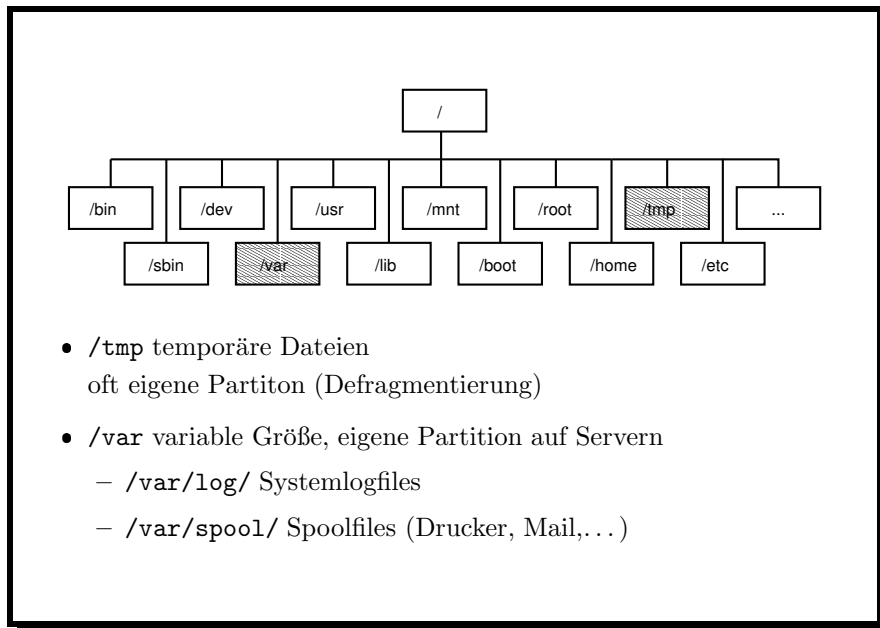 /
/bin /dev /usr /mnt /root /tmp ...
/sbin /var /lib /boot /home /etc
• /tmp temporäre Dateien
oft eigene Partiton (Defragmentierung)
• /var variable Größe, eigene Partition auf Servern
– /var/log/ Systemlogfiles
– /var/spool/ Spoolfiles (Drucker, Mail,...)